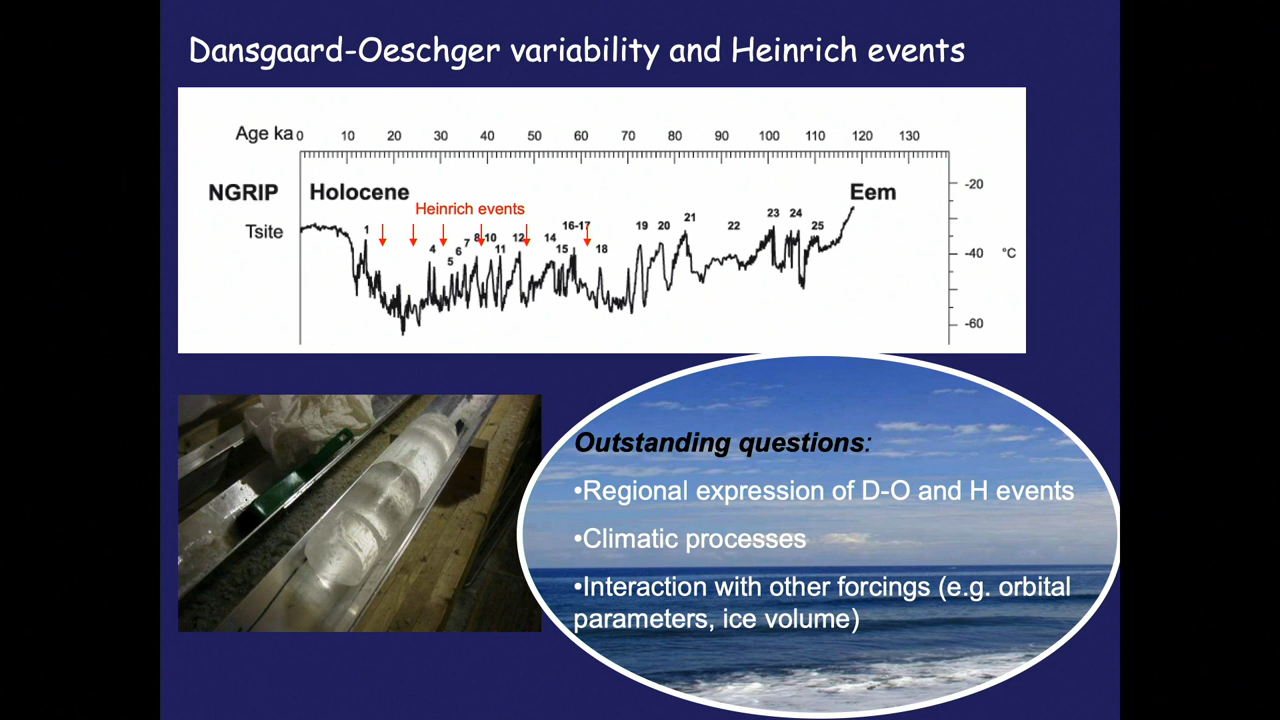 Dansgaard-Oeschger variability and Heinrich events
Age ka 0 10 20 30 40 50 60 70 80 90 100 110 120 130
NGRIP Holocene Eem -20
Heinrich events
Tsite 1 4 5 6 7 8 -10 11 12 14 15 16-17 18 19 20 21 22 23 24 25
-40 °C
-60
Outstanding questions:
•Regional expression of D-O and H events
•Climatic processes
•Interaction with other forcings (e.g. orbital
parameters, ice volume)